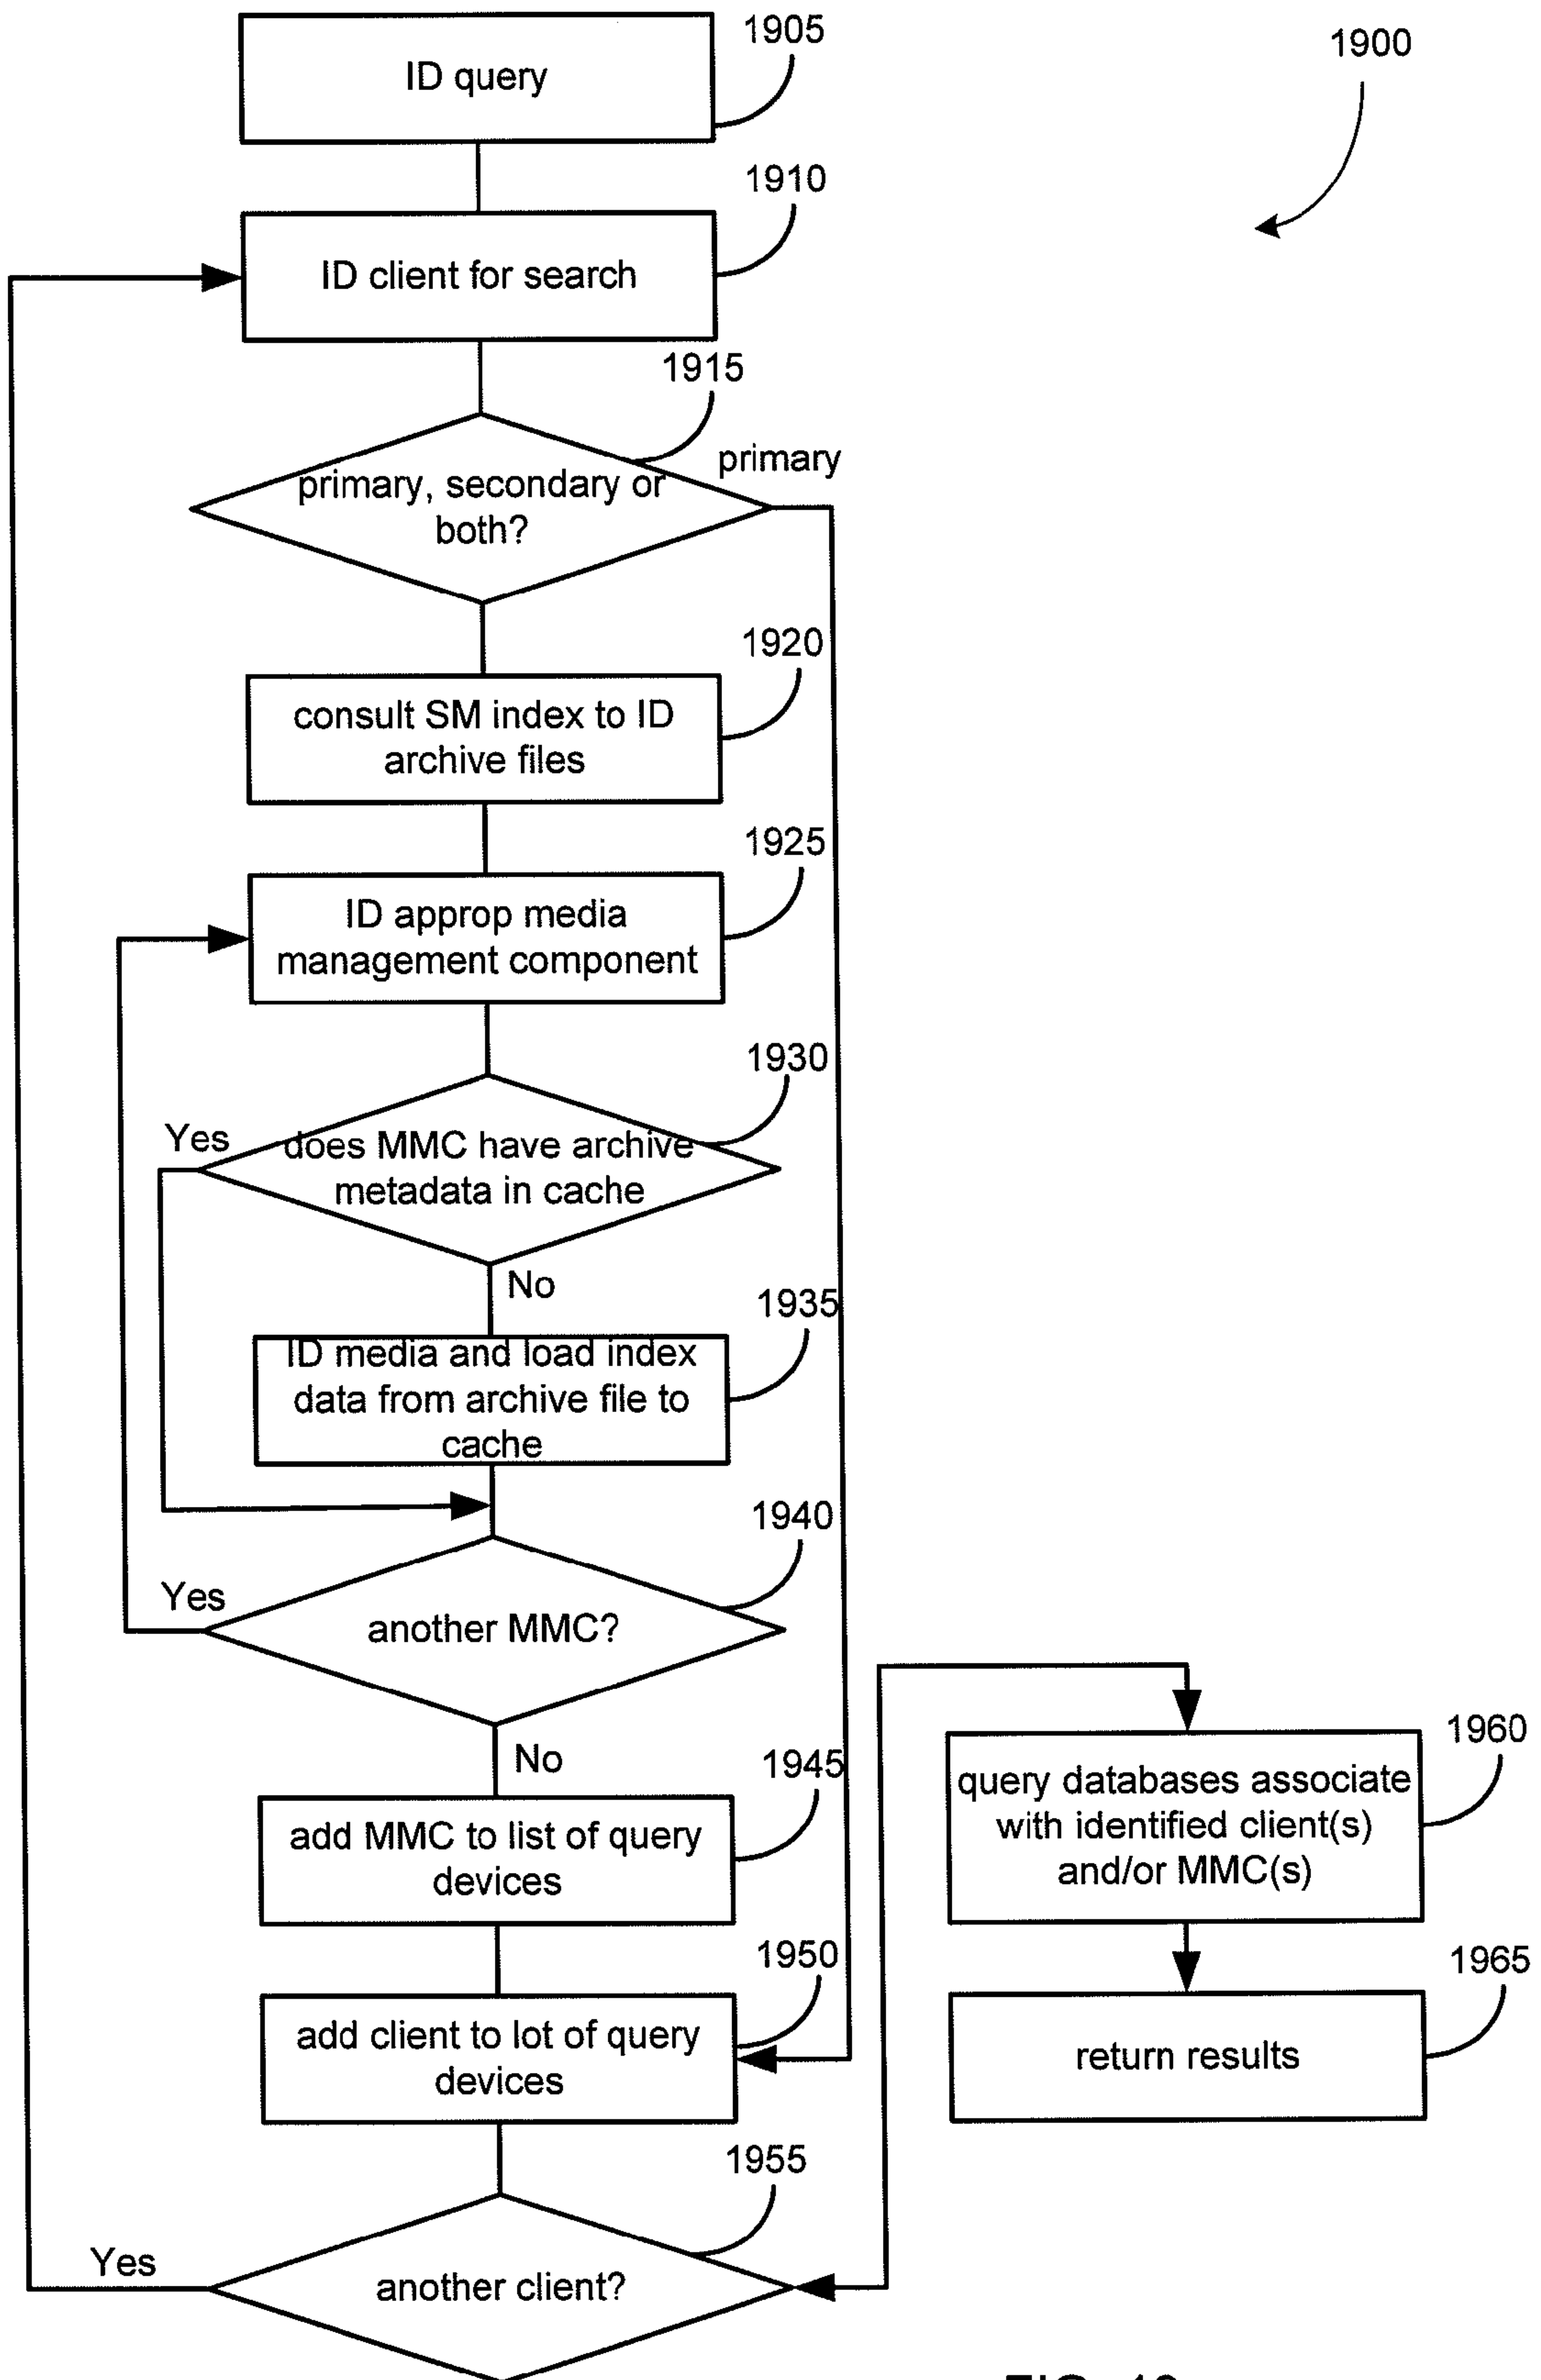 1905
ID query
1900
1910
ID client for search
1915
primary
primary, secondary or
both?
1920
consult SM index to ID
archive files
1925
ID approp media
management component
1930
Yes
does MMC have archive
metadata in cache
No
1935
ID media and load index
data from archive file to
cache
1940
Yes
another MMC?
No
1945
add MMC to list of query
devices
1950
add client to lot of query
devices
1955
Yes
another client?
1960
query databases associate
with identified client(s)
and/or MMC(s)
1965
return results